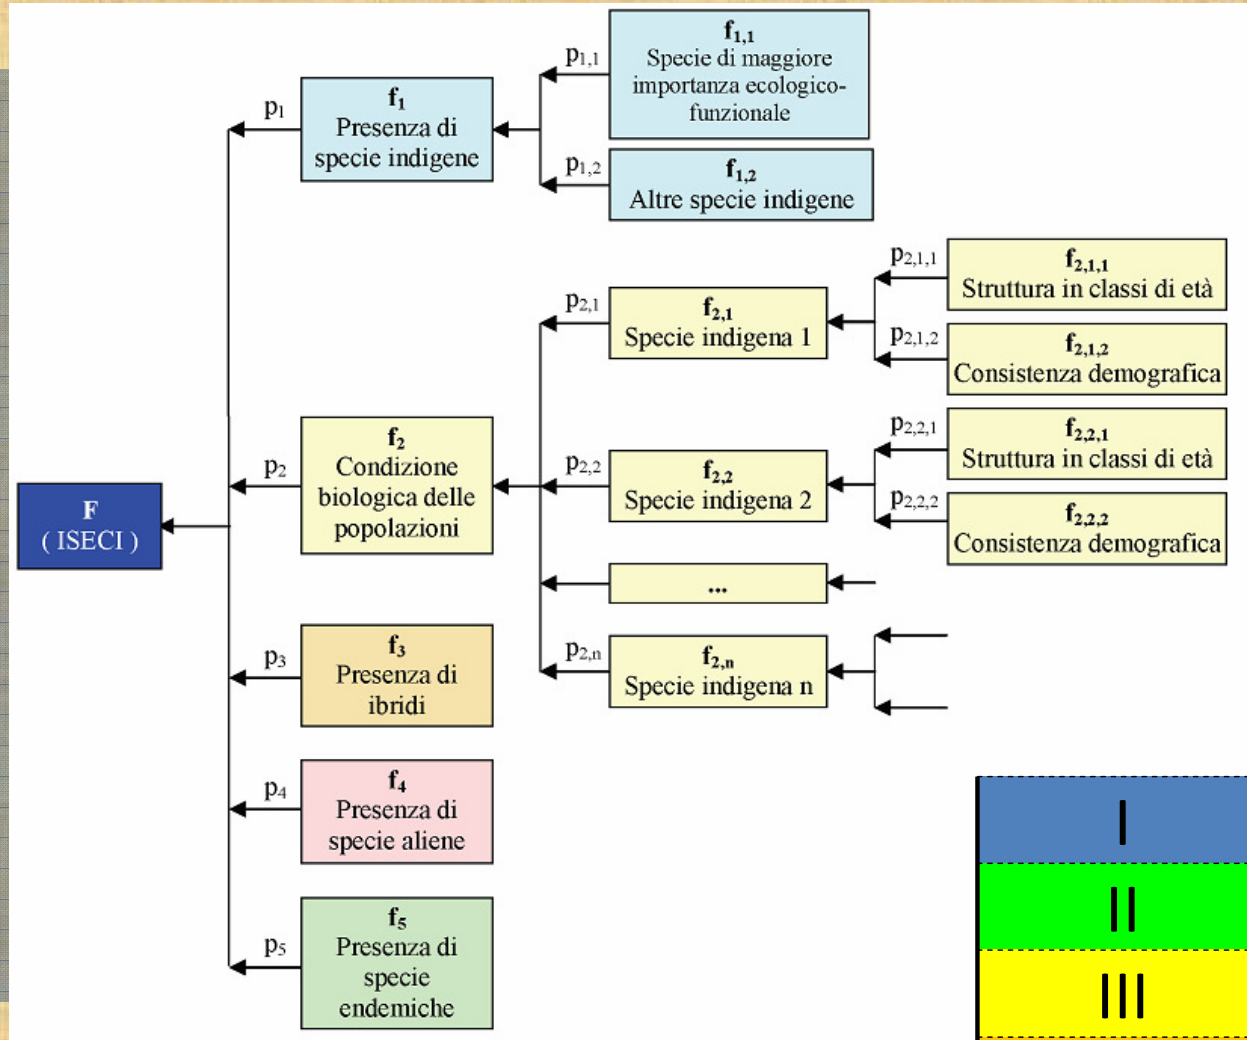 F
( ISECI )
p1
f1
Presenza di
specie indigene
p1,1
f1,1
Specie di maggiore
importanza ecologico-
funzionale
p1,2
f1,2
Altre specie indigene
p2
f2
Condizione
biologica delle
popolazioni
p2,1
f2,1
Specie indigena 1
p2,1,1
f2,1,1
Struttura in classi di età
p2,1,2
f2,1,2
Consistenza demografica
p2,2
f2,2
Specie indigena 2
p2,2,1
f2,2,1
Struttura in classi di età
p2,2,2
f2,2,2
Consistenza demografica
...
p2,n
f2,n
Specie indigena n
p3
f3
Presenza di
ibridi
p4
f4
Presenza di
specie aliene
p5
f5
Presenza di
specie
endemiche
I
II
III